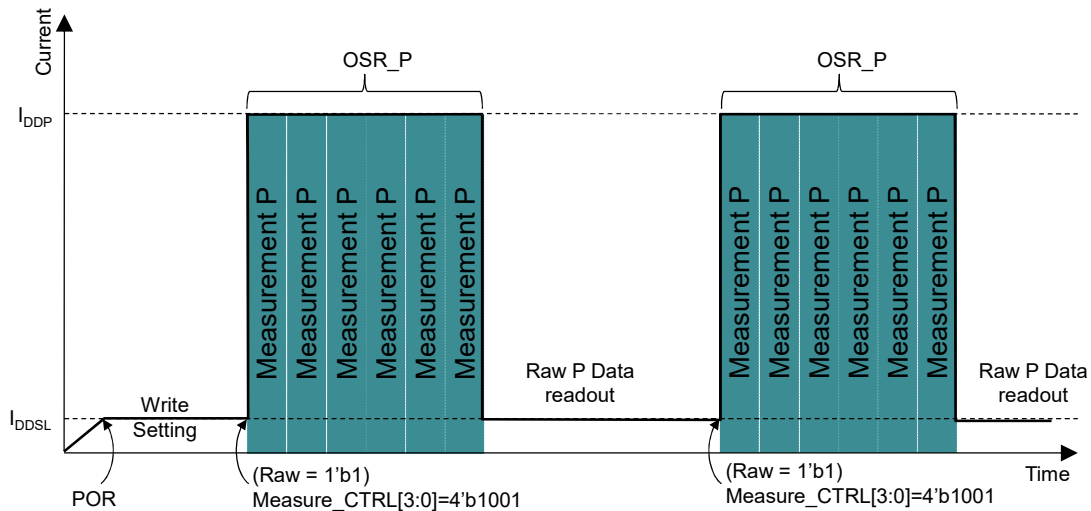 Current
OSR_P
OSR_P
I_DDP
Measurement P
Measurement P
Measurement P
Measurement P
Measurement P
Measurement P
Measurement P
Measurement P
Measurement P
Measurement P
Measurement P
Measurement P
Raw P Data
readout
Raw P Data
readout
I_DDSL
Write
Setting
Time
POR
(Raw = 1’b1)
Measure_CTRL[3:0]=4’b1001
(Raw = 1’b1)
Measure_CTRL[3:0]=4’b1001